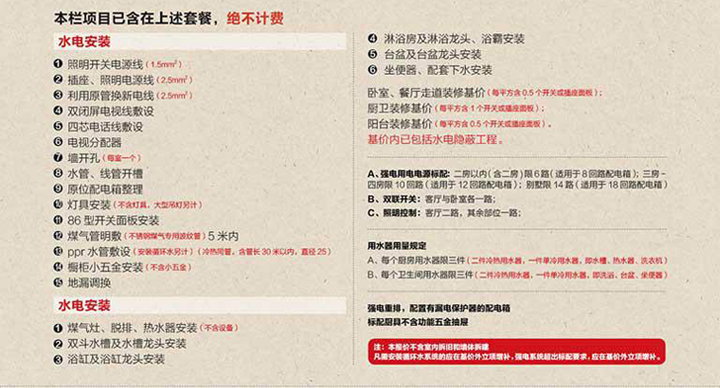 本栏项目已含在上述套餐，绝不计费
水电安装
❶ 照明开关电源线（1.5mm²）
❷ 插座、照明电源线（2.5mm²）
❸ 利用原管换新电线（2.5mm²）
❹ 双闭屏电视线敷设
❺ 四芯电话线敷设
❻ 电视分配器
❼ 墙开孔（每室一个）
❽ 水管、线管开槽
❾ 原位配电箱整理
❿ 灯具安装（不含灯具，大型吊灯另计）
⓫ 86 型开关面板安装
⓬ 煤气管明敷（不锈钢煤气专用波纹管）5 米内
⓭ ppr 水管敷设（安装循环水另计）（冷热同管，含管长 30 米以内，直径 25）
⓮ 橱柜小五金安装（不含小五金）
⓯ 地漏调换
水电安装
❶ 煤气灶、脱排、热水器安装（不含设备）
❷ 双斗水槽及水槽龙头安装
❸ 浴缸及浴缸龙头安装
❹ 淋浴房及淋浴龙头、浴霸安装
❺ 台盆及台盆龙头安装
❻ 坐便器、配套下水安装
卧室、餐厅走道装修基价（每平方含 0.5 个开关或插座面板）；
厨卫装修基价（每平方含 1 个开关或插座面板）；
阳台装修基价（每平方含 0.5 个开关或插座面板）。
基价内已包括水电隐蔽工程。
A、强电用电电源标配：二房以内（含二房）限 6 路（适用于 8 回路配电箱）；三房-
四房限 10 回路（适用于 12 回路配电箱）；别墅限 14 路（适用于 18 回路配电箱）
B、双联开关：客厅与卧室各一路；
C、照明控制：客厅二路，其余部位一路；
用水器用量规定
A、每个厨房用水器限三件（二件冷热用水器，一件单冷用水器，即水槽、热水器、洗衣机）
B、每个卫生间用水器限三件（二件冷热用水器，一件单冷用水器，即洗浴、台盆、坐便器）
强电重排，配置有漏电保护器的配电箱
标配厨具不含功能五金抽屉
注：本报价不含室内拆旧和墙体拆建
凡需安装循环水系统的应在基价外立项增补，强电系统超出标配要求，应在基价外立项增补。